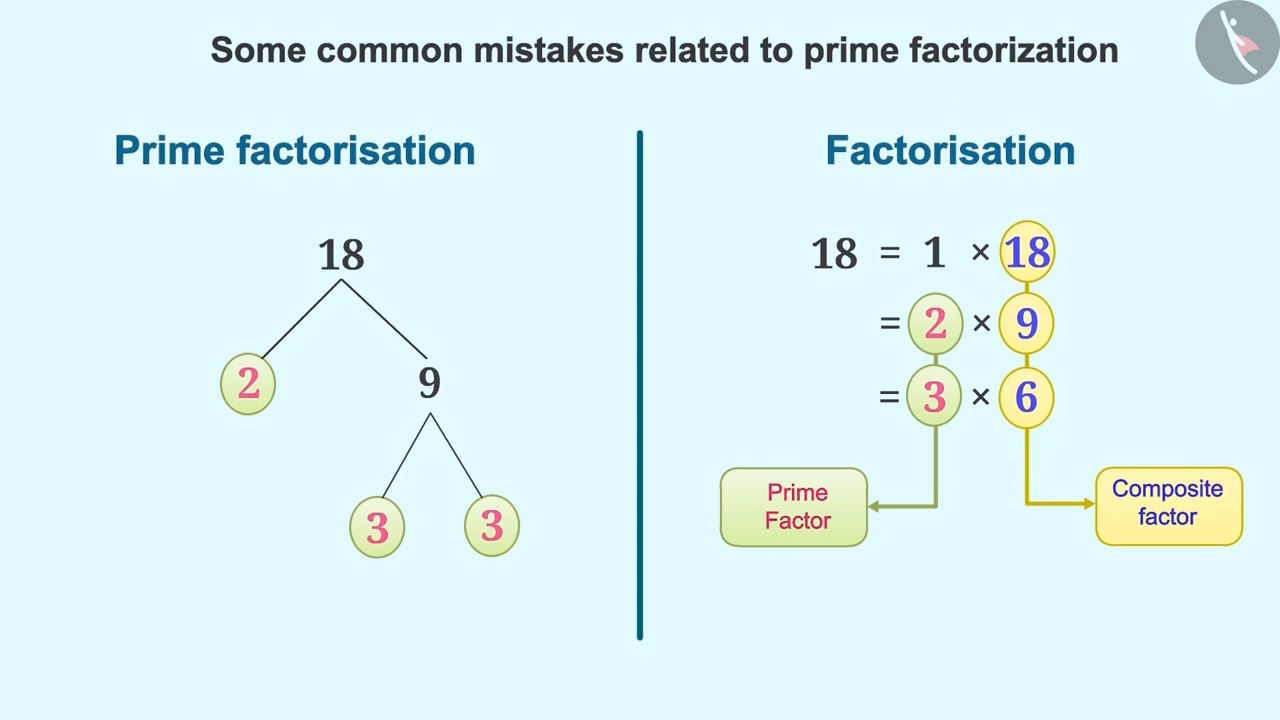 Some common mistakes related to prime factorization
Prime factorisation
18
2
9
3
3
Factorisation
18 = 1 × 18
= 2 × 9
= 3 × 6
Prime
Factor
Composite
factor